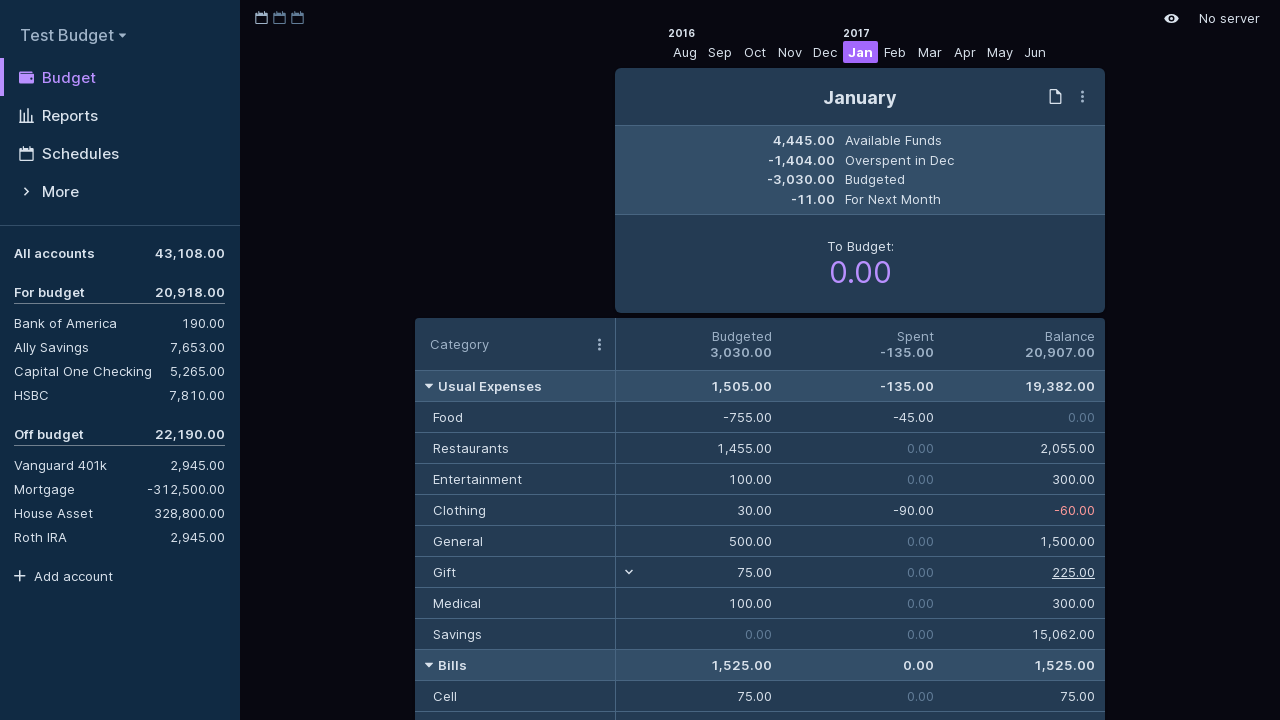 Test Budget
Budget
Reports
Schedules
More
All accounts 43,108.00
For budget 20,918.00
Bank of America 190.00
Ally Savings 7,653.00
Capital One Checking 5,265.00
HSBC 7,810.00
Off budget 22,190.00
Vanguard 401k 2,945.00
Mortgage -312,500.00
House Asset 328,800.00
Roth IRA 2,945.00
Add account
No server
2016 2017
Aug Sep Oct Nov Dec Jan Feb Mar Apr May Jun
January
4,445.00 Available Funds
-1,404.00 Overspent in Dec
-3,030.00 Budgeted
-11.00 For Next Month
To Budget:
0.00
Category
Budgeted Spent Balance
3,030.00 -135.00 20,907.00
Usual Expenses 1,505.00 -135.00 19,382.00
Food -755.00 -45.00 0.00
Restaurants 1,455.00 0.00 2,055.00
Entertainment 100.00 0.00 300.00
Clothing 30.00 -90.00 -60.00
General 500.00 0.00 1,500.00
Gift 75.00 0.00 225.00
Medical 100.00 0.00 300.00
Savings 0.00 0.00 15,062.00
Bills 1,525.00 0.00 1,525.00
Cell 75.00 0.00 75.00